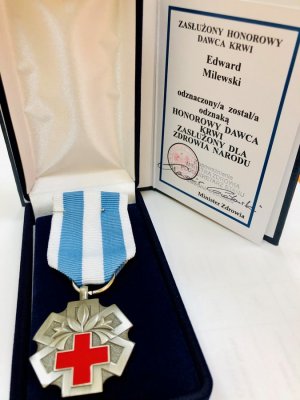 ZASŁUŻONY HONOROWY
DAWCA KRWI
Edward
Milewski
odznaczony/a został/a
odznaką
HONOROWY DAWCA
KRWI
ZASŁUŻONY DLA
ZDROWIA NARODU
Minister Zdrowia